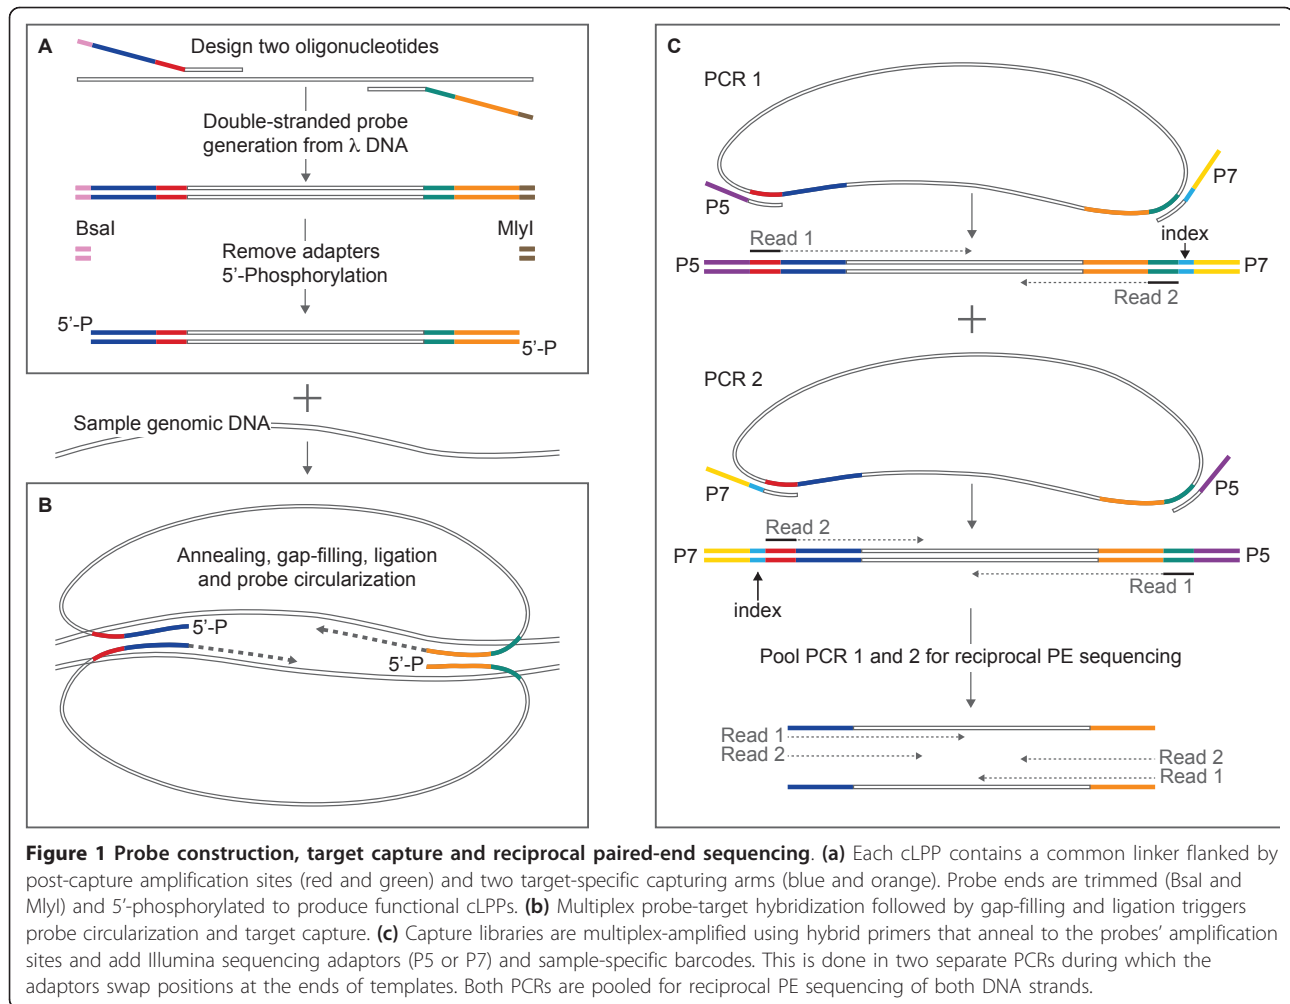 A
Design two oligonucleotides
Double-stranded probe
generation from λ DNA
BsaI
MlyI
Remove adapters
5'-Phosphorylation
5'-P
5'-P
Sample genomic DNA
B
Annealing, gap-filling, ligation
and probe circularization
5'-P
5'-P
C
PCR 1
P7
P5
Read 1
index
P5
P7
Read 2
PCR 2
P7
P5
Read 2
P7
P5
Read 1
index
Pool PCR 1 and 2 for reciprocal PE sequencing
Read 1
Read 2
Read 2
Read 1
Figure 1 Probe construction, target capture and reciprocal paired-end sequencing. (a) Each cLPP contains a common linker flanked by
post-capture amplification sites (red and green) and two target-specific capturing arms (blue and orange). Probe ends are trimmed (BsaI and
MlyI) and 5'-phosphorylated to produce functional cLPPs. (b) Multiplex probe-target hybridization followed by gap-filling and ligation triggers
probe circularization and target capture. (c) Capture libraries are multiplex-amplified using hybrid primers that anneal to the probes' amplification
sites and add Illumina sequencing adaptors (P5 or P7) and sample-specific barcodes. This is done in two separate PCRs during which the
adaptors swap positions at the ends of templates. Both PCRs are pooled for reciprocal PE sequencing of both DNA strands.